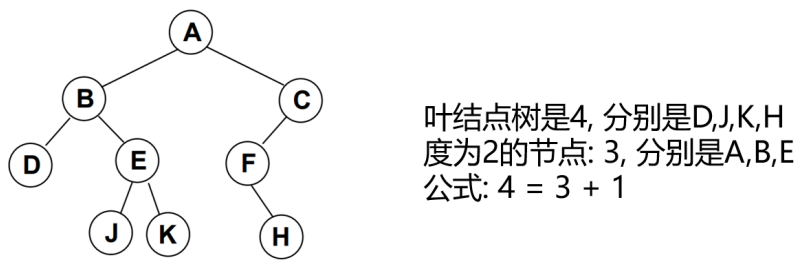 A
B
C
D
E
F
J
K
H
叶结点树是4, 分别是D,J,K,H
度为2的节点: 3, 分别是A,B,E
公式: 4 = 3 + 1